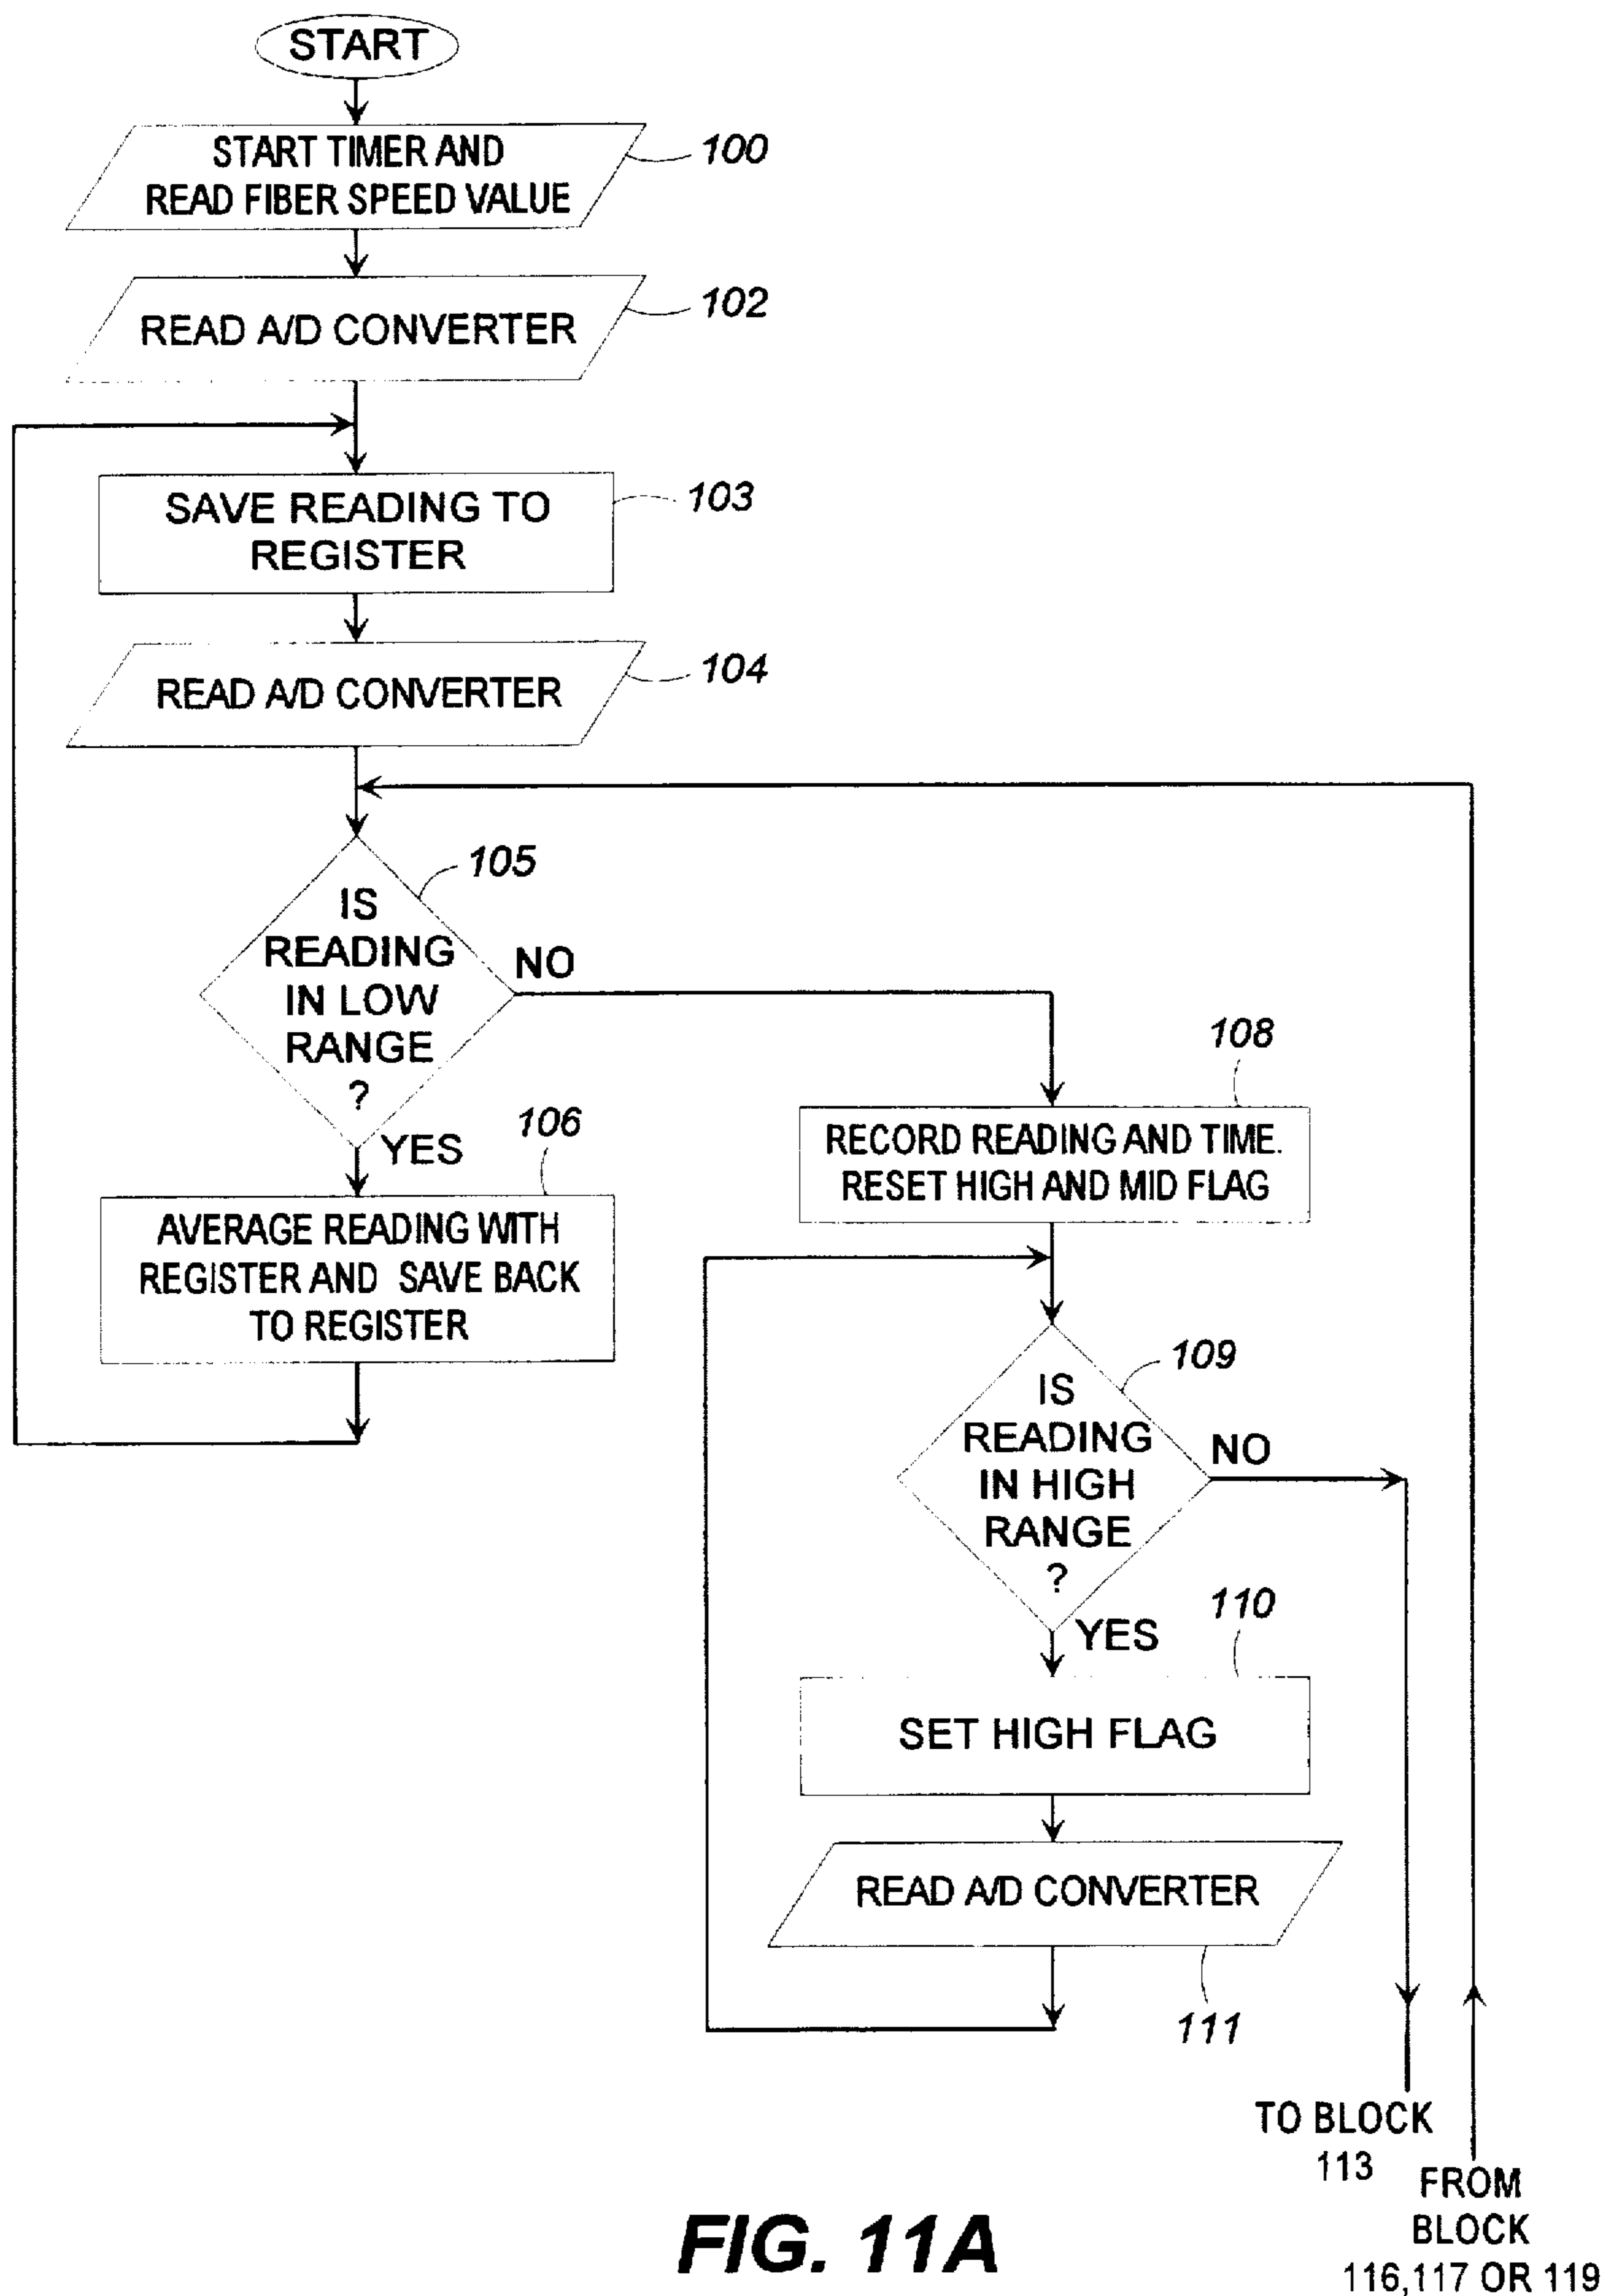 START
START TIMER AND
READ FIBER SPEED VALUE
100
READ A/D CONVERTER
102
SAVE READING TO
REGISTER
103
READ A/D CONVERTER
104
105
IS
READING
IN LOW
RANGE
?
NO
YES
106
AVERAGE READING WITH
REGISTER AND SAVE BACK
TO REGISTER
108
RECORD READING AND TIME.
RESET HIGH AND MID FLAG
109
IS
READING
IN HIGH
RANGE
?
NO
YES
110
SET HIGH FLAG
READ A/D CONVERTER
111
TO BLOCK
113
FROM
BLOCK
116,117 OR 119
FIG. 11A